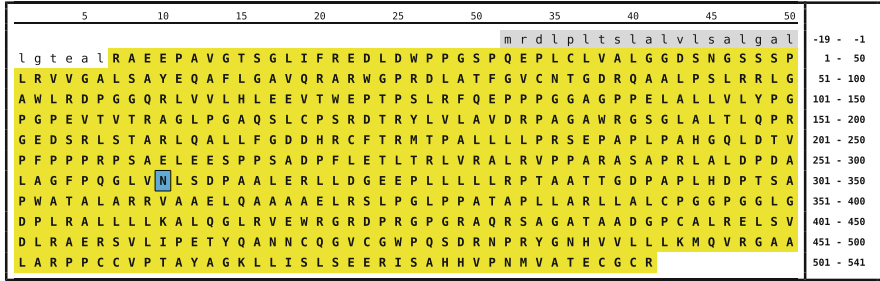 5 10 15 20 25 30 35 40 45 50
m r d l p l t s l a l v l s a l g a l -19 - -1
l g t e a l R A E E P A V G T S G L I F R E D L D W P P G S P Q E P L C L V A L G G D S N G S S S P 1 - 50
L R V V G A L S A Y E Q A F L G A V Q R A R W G P R D L A T F G V C N T G D R Q A A L P S L R R L G 51 - 100
A W L R D P G G Q R L V V L H L E E V T W E P T P S L R F Q E P P P G G A G P P E L A L L V L Y P G 101 - 150
P G P E V T V T R A G L P G A Q S L C P S R D T R Y L V L A V D R P A G A W R G S G L A L T L Q P R 151 - 200
G E D S R L S T A R L Q A L L F G D D H R C F T R M T P A L L L L P R S E P A P L P A H G Q L D T V 201 - 250
P F P P P R P S A E L E E S P P S A D P F L E T L T R L V R A L R V P P A R A S A P R L A L D P D A 251 - 300
L A G F P Q G L V N L S D P A A L E R L L D G E E P L L L L L R P T A A T T G D P A P L H D P T S A 301 - 350
P W A T A L A R R V A A E L Q A A A A E L R S L P G L P P A T A P L L A R L L A L C P G G P G G L G 351 - 400
D P L R A L L L L K A L Q G L R V E W R G R D P R G P G R A Q R S A G A T A A D G P C A L R E L S V 401 - 450
D L R A E R S V L I P E T Y Q A N N C Q G V C G W P Q S D R N P R Y G N H V V L L L K M Q V R G A A 451 - 500
L A R P P C C V P T A Y A G K L L I S L S E E R I S A H H V P N M V A T E C G C R 501 - 541